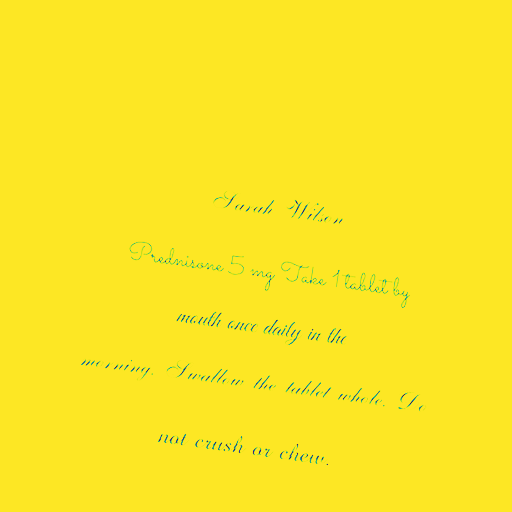 Sarah Wilson
Prednisone 5 mg Take 1 tablet by
mouth once daily in the
morning. Swallow the tablet whole. Do
not crush or chew.